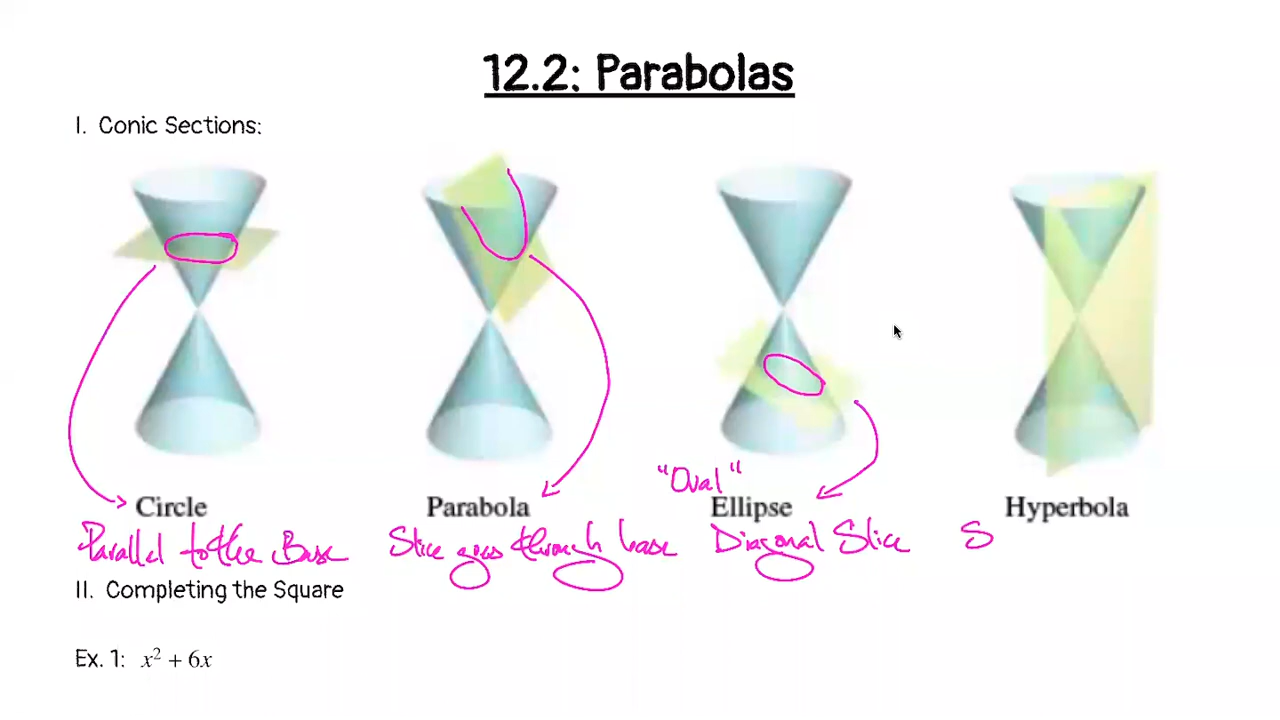 12.2: Parabolas
I. Conic Sections:
"Oval"
Circle Parabola Ellipse Hyperbola
Parallel to the Base Slice goes through base Diagonal Slice S
II. Completing the Square
Ex. 1: x² + 6x